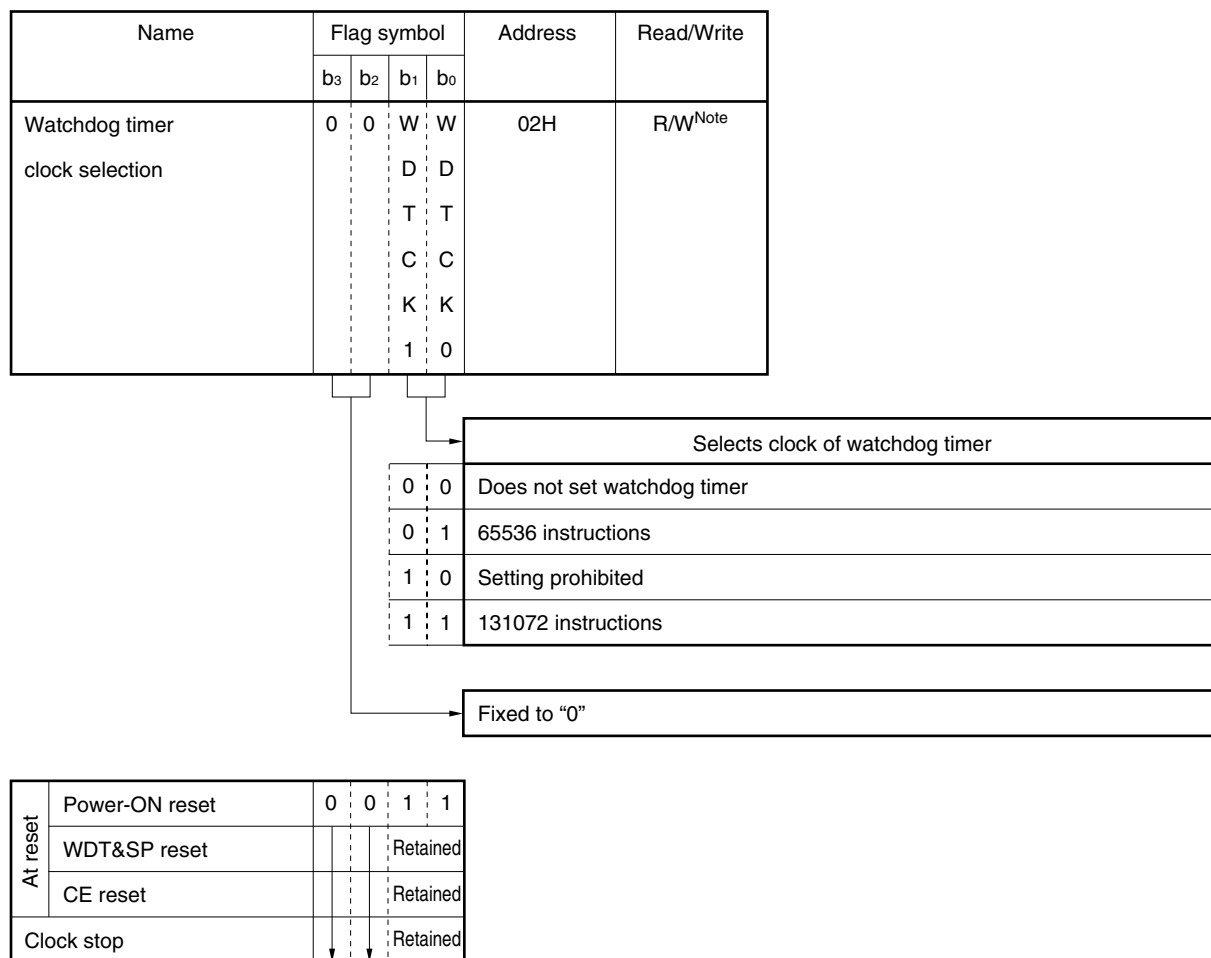 Name Flag symbol Address Read/Write
b3 b2 b1 b0
Watchdog timer 0 0 W W 02H R/WNote
clock selection D D
T T
C C
K K
1 0
Selects clock of watchdog timer
0 0 Does not set watchdog timer
0 1 65536 instructions
1 0 Setting prohibited
1 1 131072 instructions
Fixed to “0”
At reset
Power-ON reset 0 0 1 1
WDT&SP reset Retained
CE reset Retained
Clock stop Retained